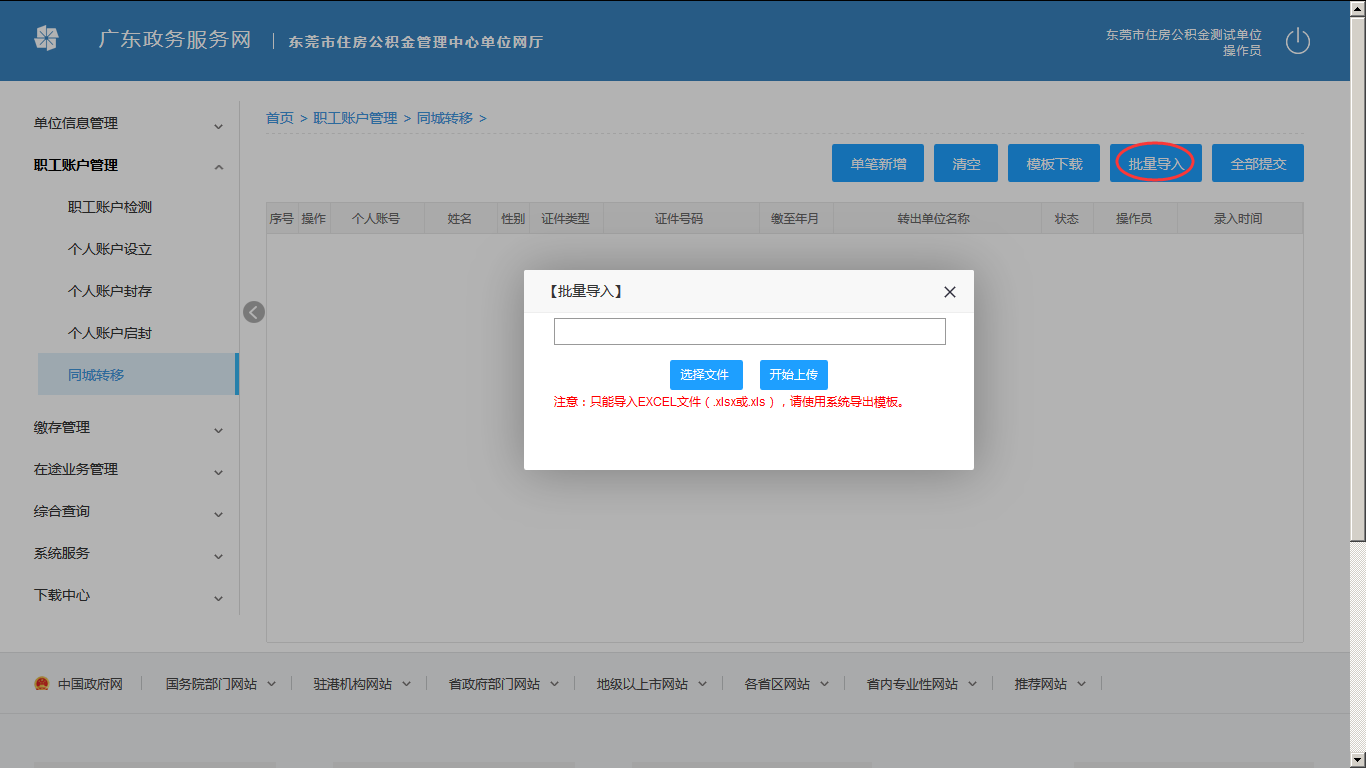 广东政务服务网
东莞市住房公积金管理中心单位网厅
东莞市住房公积金测试单位
操作员
单位信息管理
职工账户管理
职工账户检测
个人账户设立
个人账户封存
个人账户启封
同城转移
缴存管理
在途业务管理
综合查询
系统服务
下载中心
首页 > 职工账户管理 > 同城转移 >
单笔新增 清空 模板下载 批量导入 全部提交
序号 操作 个人账号 姓名 性别 证件类型 证件号码 缴至年月 转出单位名称 状态 操作员 录入时间
【批量导入】
选择文件 开始上传
注意：只能导入EXCEL文件（.xlsx或.xls），请使用系统导出模板。
中国政府网 国务院部门网站 驻港机构网站 省政府部门网站 地级以上市网站 各省区网站 省内专业性网站 推荐网站